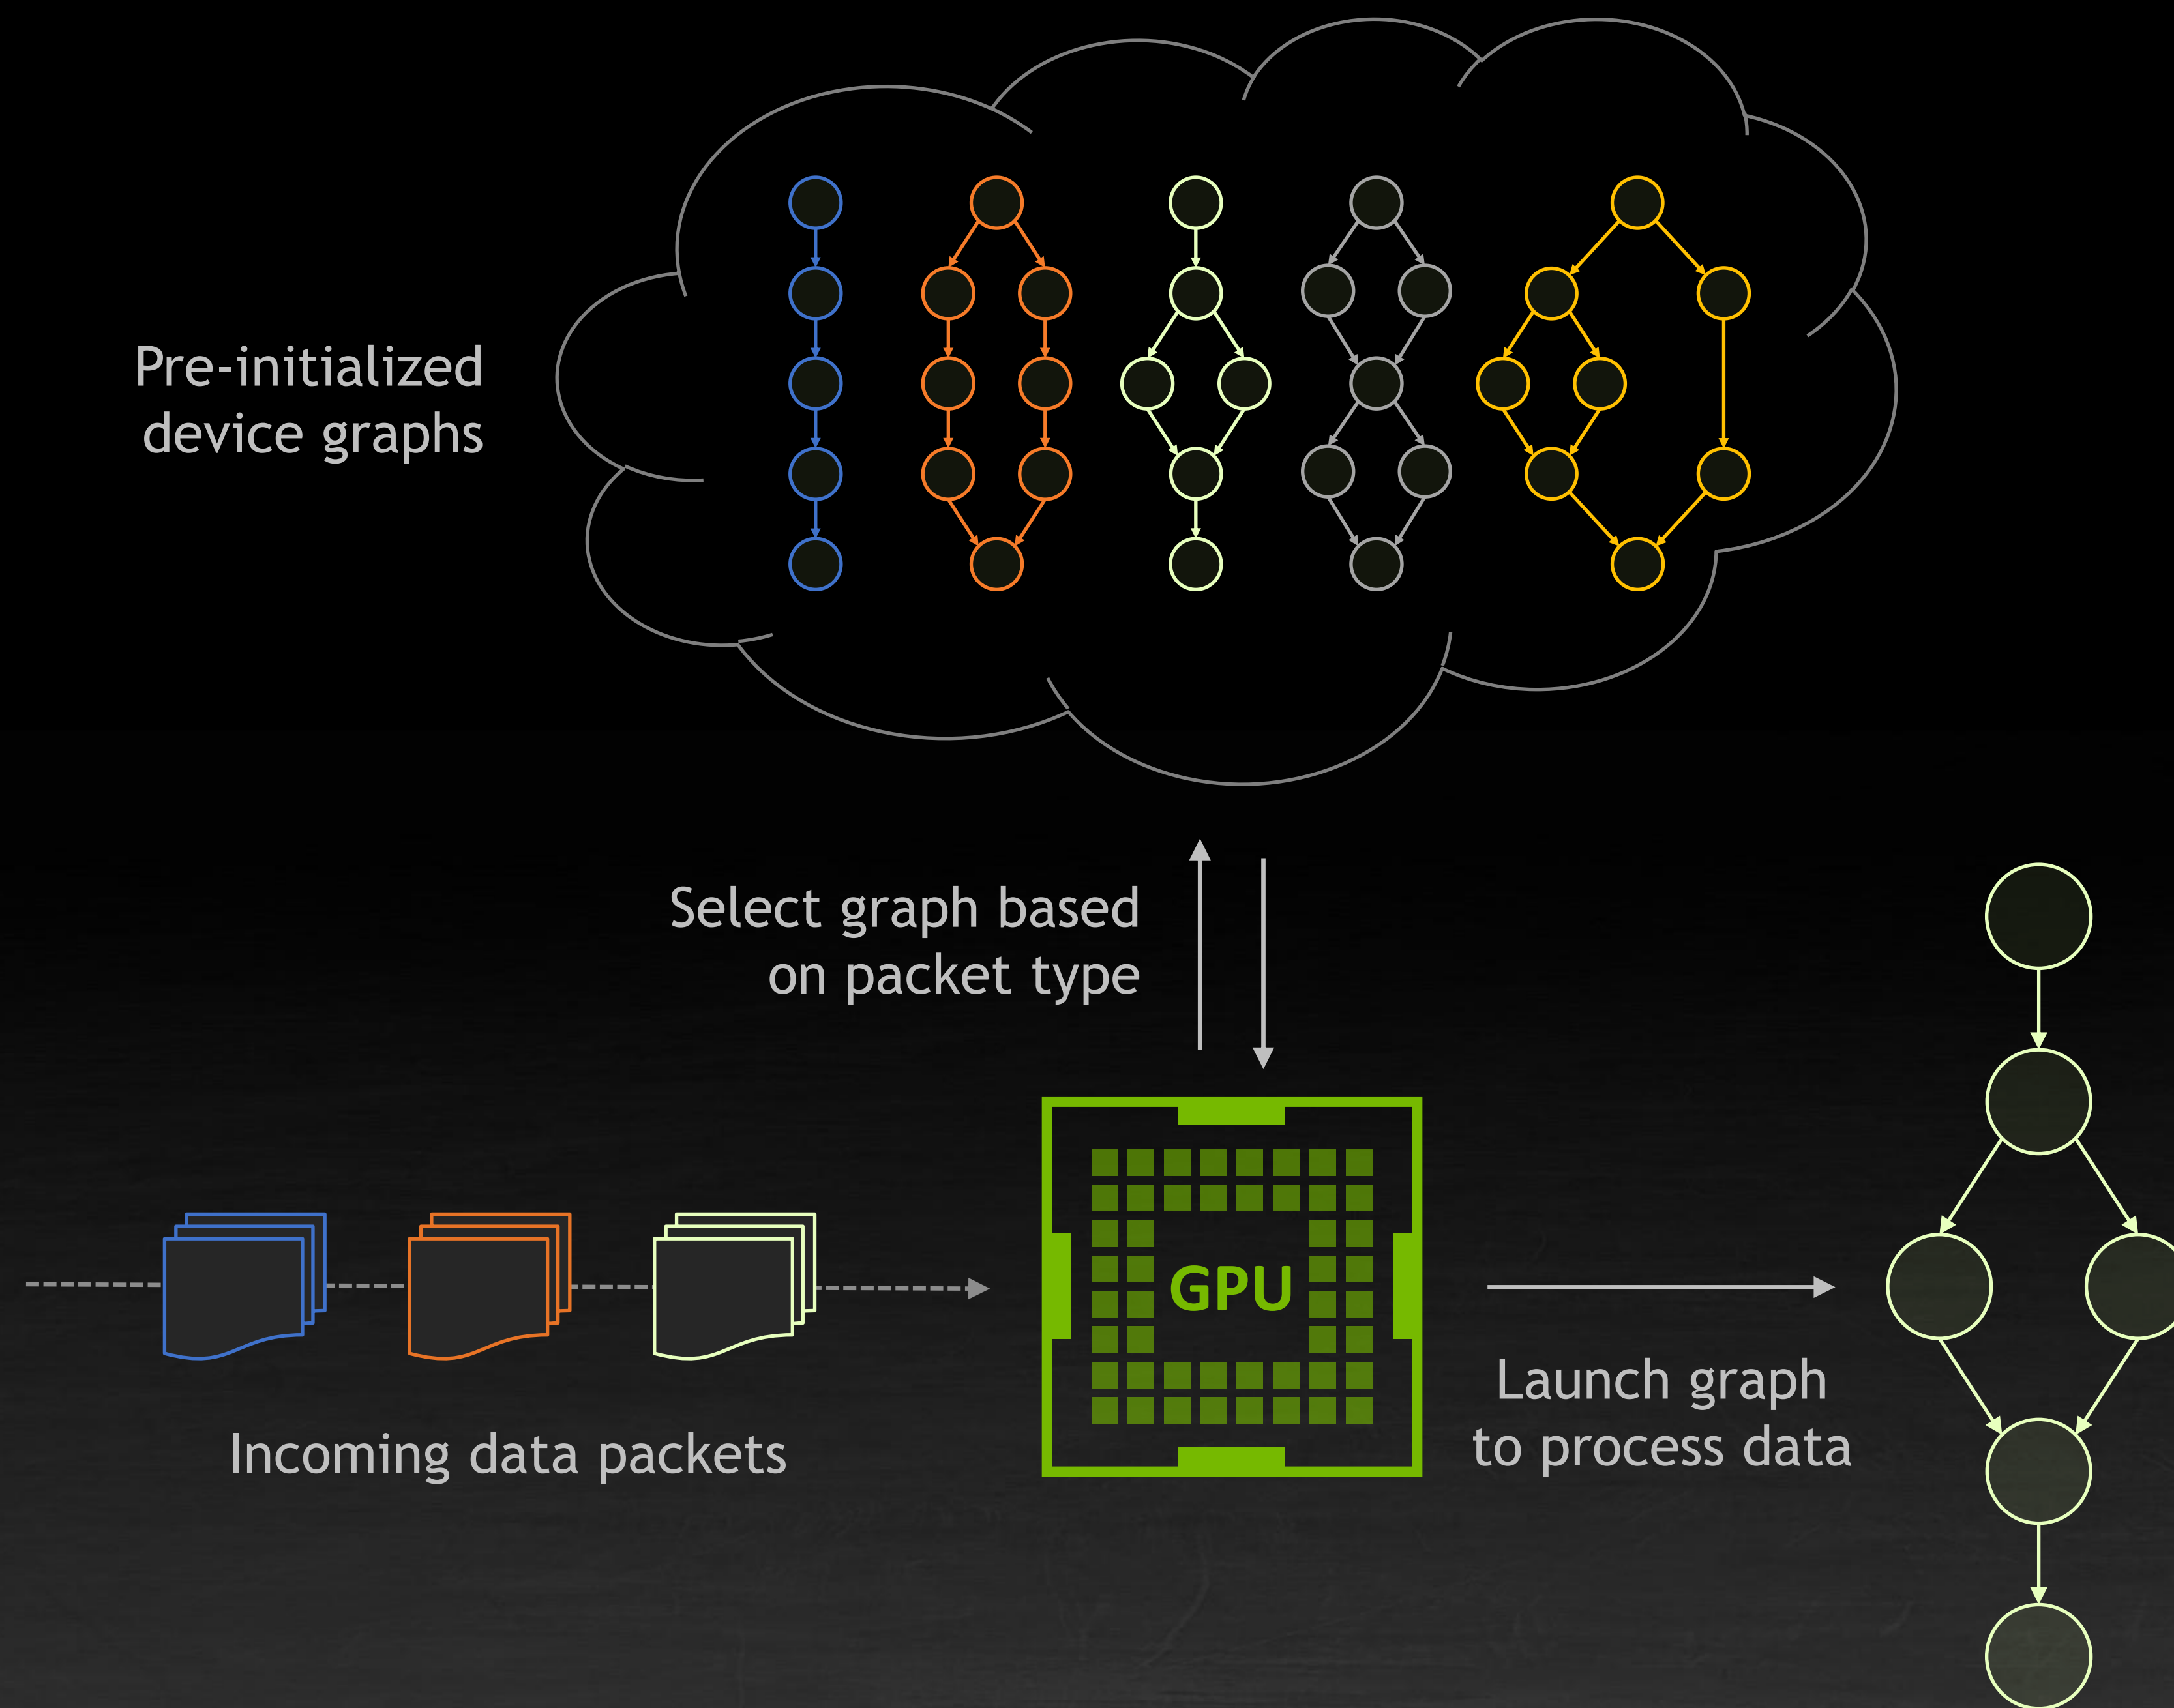 Pre-initialized
device graphs
Select graph based
on packet type
GPU
Launch graph
to process data
Incoming data packets